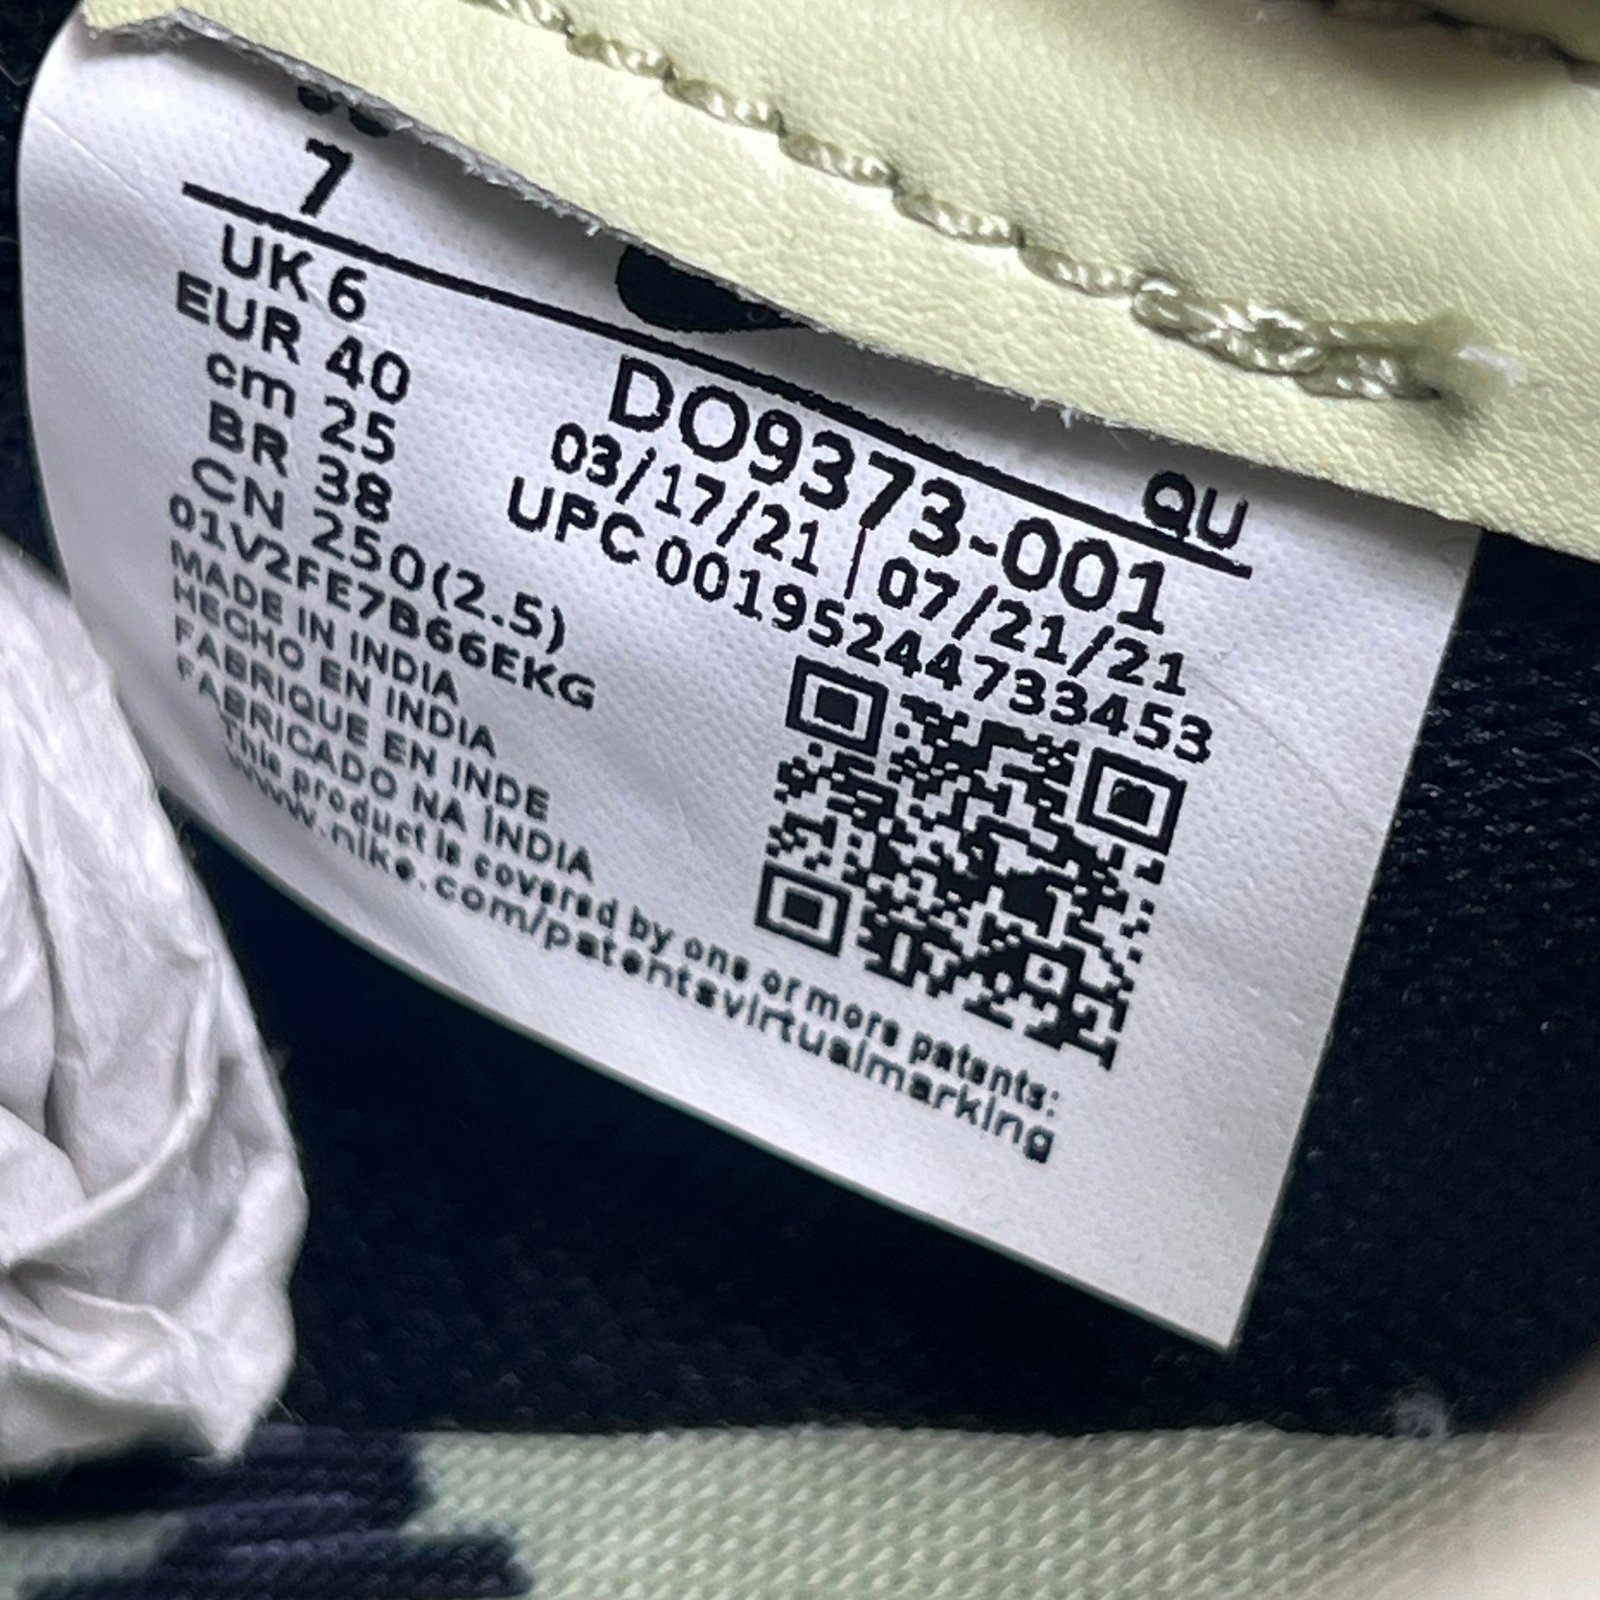 7
UK 6
EUR 40
cm 25
BR 38
CN 250(2.5)
01V2FE7B66EKG
MADE IN INDIA
HECHO EN INDIA
FABRIQUE EN INDE
FABRICADO NA ÍNDIA
This product is covered by one or more patents:
www.nike.com/patentsvirtualmarking
QU
DO9373-001
03/17/21 | 07/21/21
UPC 00195244733453